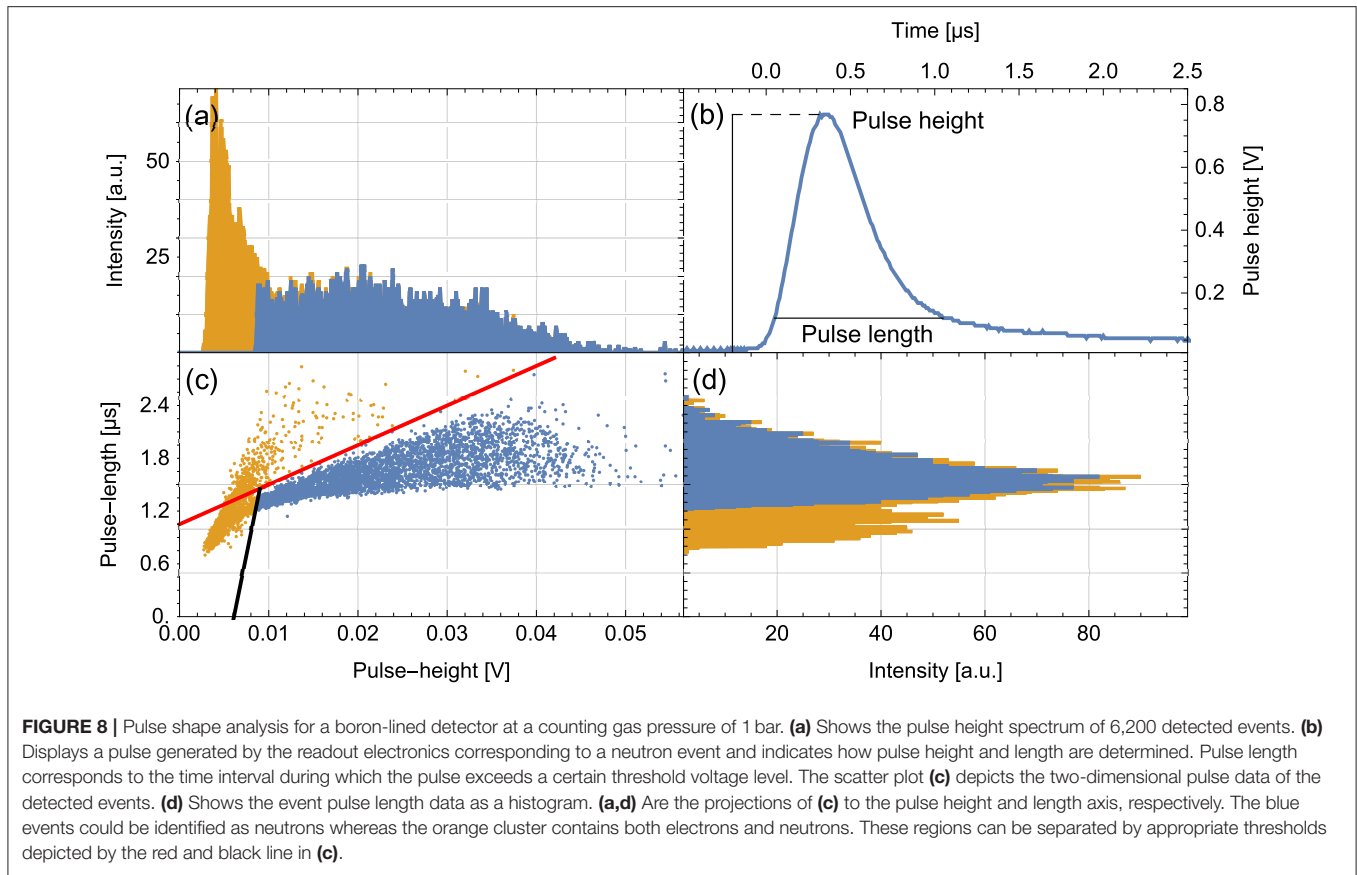 Time [µs]
0.0 0.5 1.0 1.5 2.0 2.5
(a)
50
25
Intensity [a.u.]
(b)
Pulse height
Pulse length
0.8
0.6
0.4
0.2
Pulse height [V]
(c)
2.4
1.8
1.2
0.6
0.
Pulse–length [µs]
0.00 0.01 0.02 0.03 0.04 0.05
Pulse–height [V]
(d)
20 40 60 80
Intensity [a.u.]
FIGURE 8 | Pulse shape analysis for a boron-lined detector at a counting gas pressure of 1 bar. (a) Shows the pulse height spectrum of 6,200 detected events. (b)
Displays a pulse generated by the readout electronics corresponding to a neutron event and indicates how pulse height and length are determined. Pulse length
corresponds to the time interval during which the pulse exceeds a certain threshold voltage level. The scatter plot (c) depicts the two-dimensional pulse data of the
detected events. (d) Shows the event pulse length data as a histogram. (a,d) Are the projections of (c) to the pulse height and length axis, respectively. The blue
events could be identified as neutrons whereas the orange cluster contains both electrons and neutrons. These regions can be separated by appropriate thresholds
depicted by the red and black line in (c).